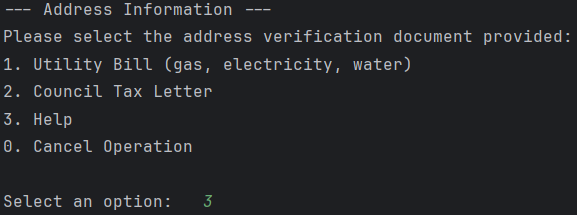 --- Address Information ---
Please select the address verification document provided:
1. Utility Bill (gas, electricity, water)
2. Council Tax Letter
3. Help
0. Cancel Operation
Select an option: 3